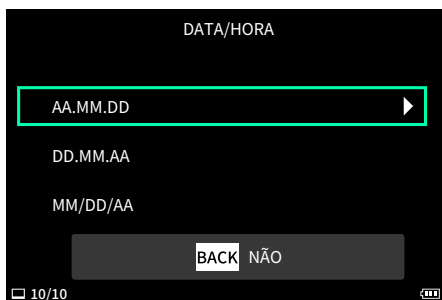 DATA/HORA
AA.MM.DD
DD.MM.AA
MM/DD/AA
BACK NÃO
10/10